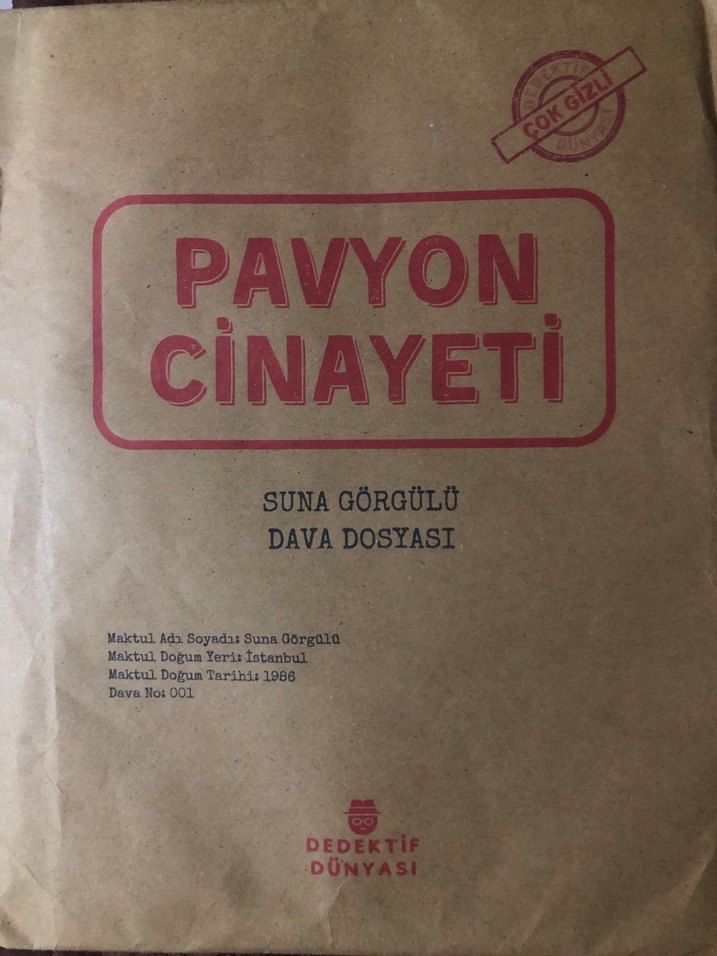 DEDEKTİF
ÇOK GİZLİ
DÜNYASI
PAVYON
CİNAYETİ
SUNA GÖRGÜLÜ
DAVA DOSYASI
Maktul Adı Soyadı: Suna Görgülü
Maktul Doğum Yeri: İstanbul
Maktul Doğum Tarihi: 1986
Dava No: 001
DEDEKTİF
DÜNYASI